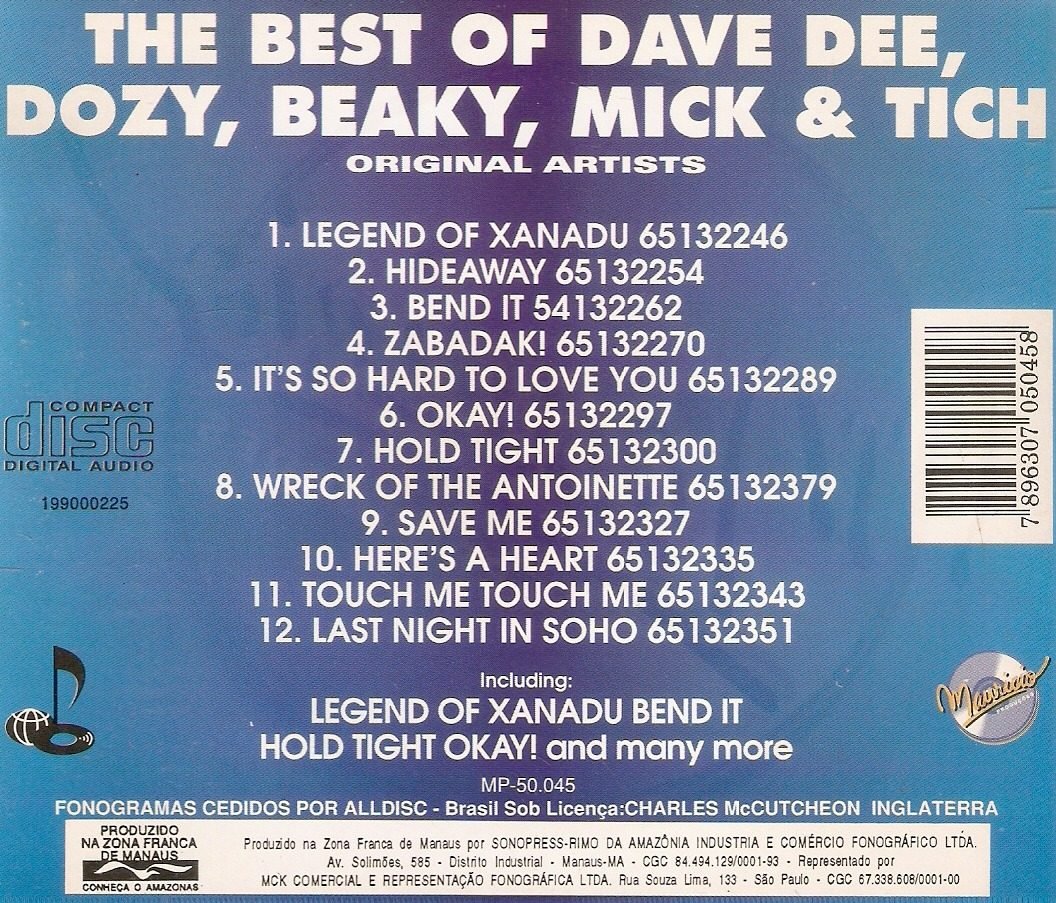 THE BEST OF DAVE DEE,
DOZY, BEAKY, MICK & TICH
ORIGINAL ARTISTS
1. LEGEND OF XANADU 65132246
2. HIDEAWAY 65132254
3. BEND IT 54132262
4. ZABADAK! 65132270
5. IT'S SO HARD TO LOVE YOU 65132289
6. OKAY! 65132297
7. HOLD TIGHT 65132300
8. WRECK OF THE ANTOINETTE 65132379
9. SAVE ME 65132327
10. HERE'S A HEART 65132335
11. TOUCH ME TOUCH ME 65132343
12. LAST NIGHT IN SOHO 65132351
COMPACT
disc
DIGITAL AUDIO
199000225
7 896307 050458
Including:
LEGEND OF XANADU BEND IT
HOLD TIGHT OKAY! and many more
Mauricio
PRODUÇÕES
MP-50.045
FONOGRAMAS CEDIDOS POR ALLDISC - Brasil Sob Licença:CHARLES McCUTCHEON INGLATERRA
PRODUZIDO
NA ZONA FRANCA
DE MANAUS
CONHEÇA O AMAZONAS
Produzido na Zona Franca de Manaus por SONOPRESS-RIMO DA AMAZÔNIA INDUSTRIA E COMÉRCIO FONOGRÁFICO LTDA.
Av. Solimões, 585 - Distrito Industrial - Manaus-MA - CGC 84.494.129/0001-93 - Representado por
MCK COMERCIAL E REPRESENTAÇÃO FONOGRÁFICA LTDA. Rua Souza Lima, 133 - São Paulo - CGC 67.338.608/0001-00